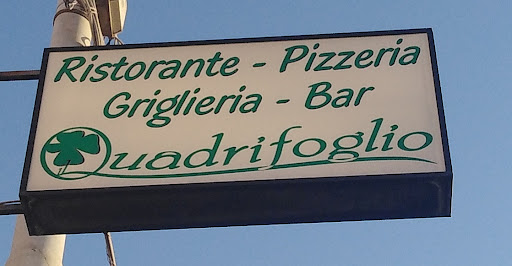 Ristorante - Pizzeria
Griglieria - Bar
Quadrifoglio